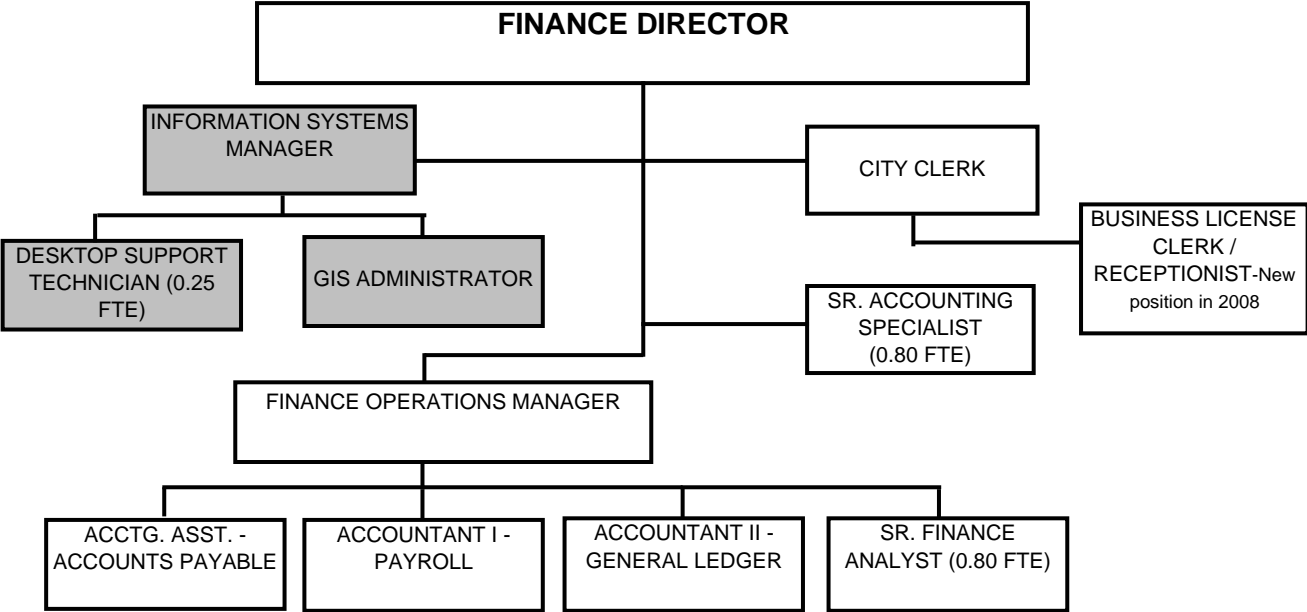 FINANCE DIRECTOR
INFORMATION SYSTEMS
MANAGER
CITY CLERK
DESKTOP SUPPORT
TECHNICIAN (0.25
FTE)
GIS ADMINISTRATOR
BUSINESS LICENSE
CLERK /
RECEPTIONIST-New
position in 2008
SR. ACCOUNTING
SPECIALIST
(0.80 FTE)
FINANCE OPERATIONS MANAGER
ACCTG. ASST. -
ACCOUNTS PAYABLE
ACCOUNTANT I -
PAYROLL
ACCOUNTANT II -
GENERAL LEDGER
SR. FINANCE
ANALYST (0.80 FTE)